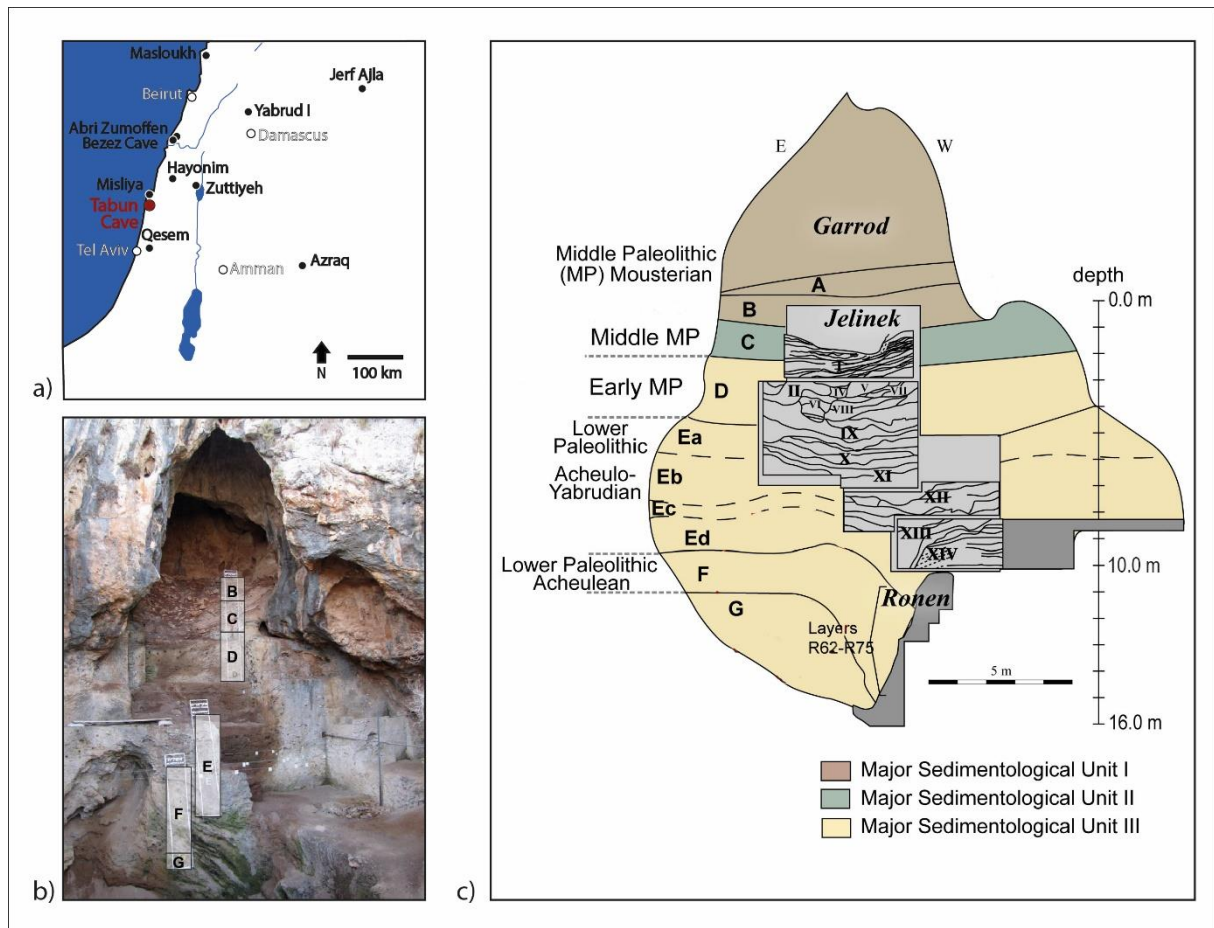 Masloukh
Jerf Ajla
Beirut
Yabrud I
Abri Zumoffen
Bezez Cave
Damascus
Hayonim
Misliya
Zuttiyeh
Tabun
Cave
Qesem
Tel Aviv
Amman
Azraq
N
100 km
a)
B
C
D
E
F
G
b)
E
W
Garrod
Middle Paleolithic
(MP) Mousterian
A
depth
0.0 m
B
Jelinek
Middle MP
C
I
Early MP
D
II
IV
V
VII
VI
VIII
Lower
Paleolithic
Ea
IX
X
Acheulo-
Yabrudian
Eb
XI
Ec
XII
Ed
XIII
XIV
Lower Paleolithic
Acheulean
F
10.0 m
G
Ronen
Layers
R62-R75
5 m
16.0 m
Major Sedimentological Unit I
Major Sedimentological Unit II
Major Sedimentological Unit III
c)